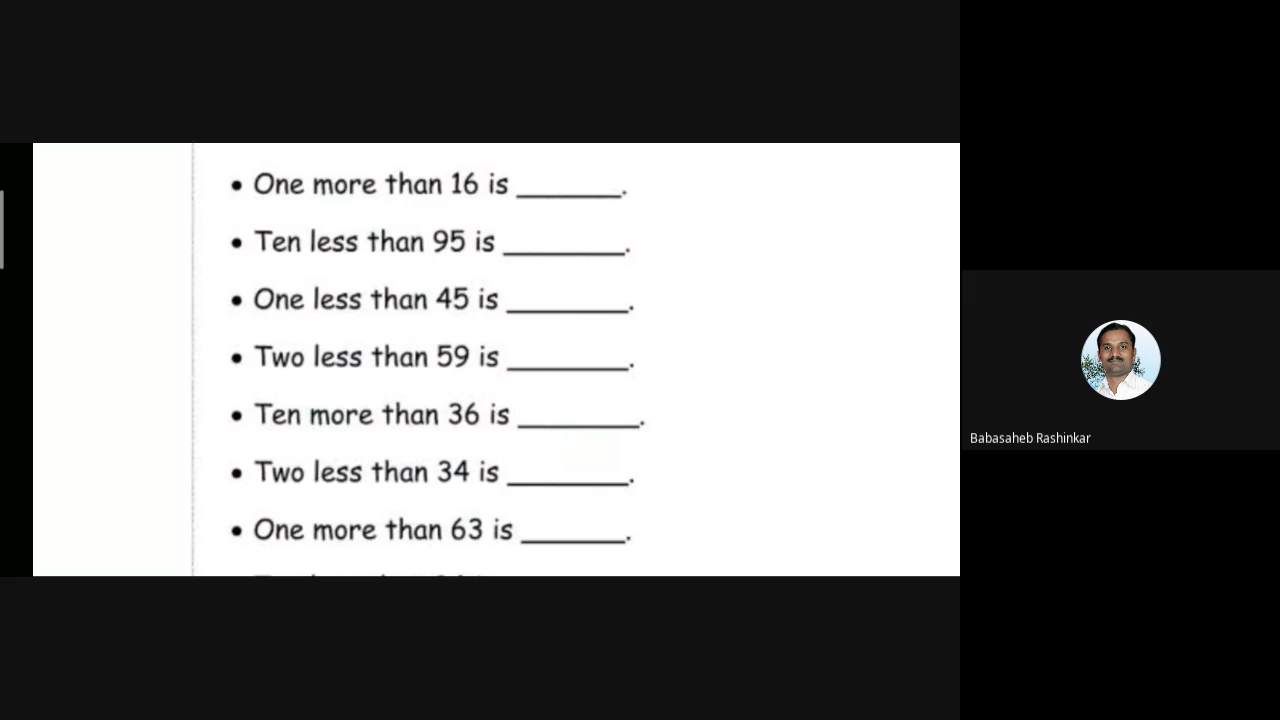 • One more than 16 is _______.
• Ten less than 95 is ________.
• One less than 45 is ________.
• Two less than 59 is ________.
• Ten more than 36 is ________.
• Two less than 34 is ________.
• One more than 63 is _______.
Babasaheb Rashinkar